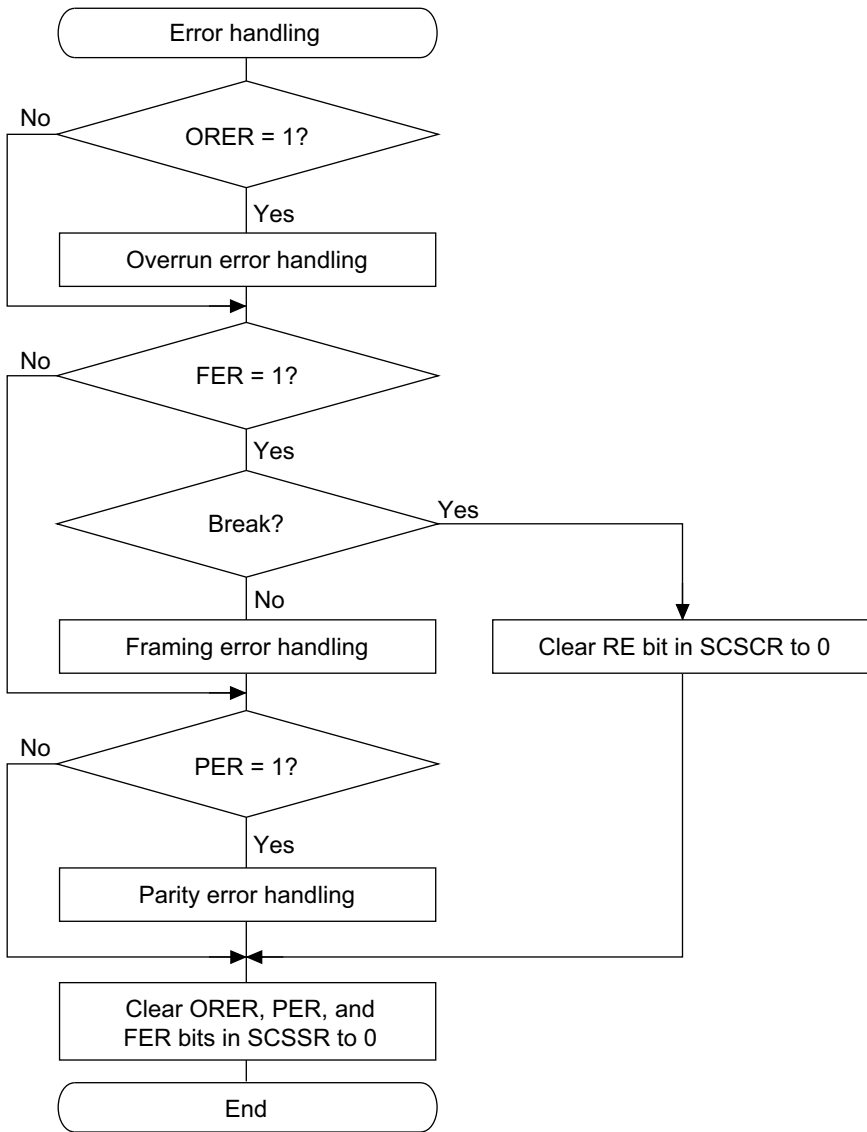 Error handling
No
ORER = 1?
Yes
Overrun error handling
No
FER = 1?
Yes
Break?
Yes
No
Framing error handling
Clear RE bit in SCSCR to 0
No
PER = 1?
Yes
Parity error handling
Clear ORER, PER, and
FER bits in SCSSR to 0
End